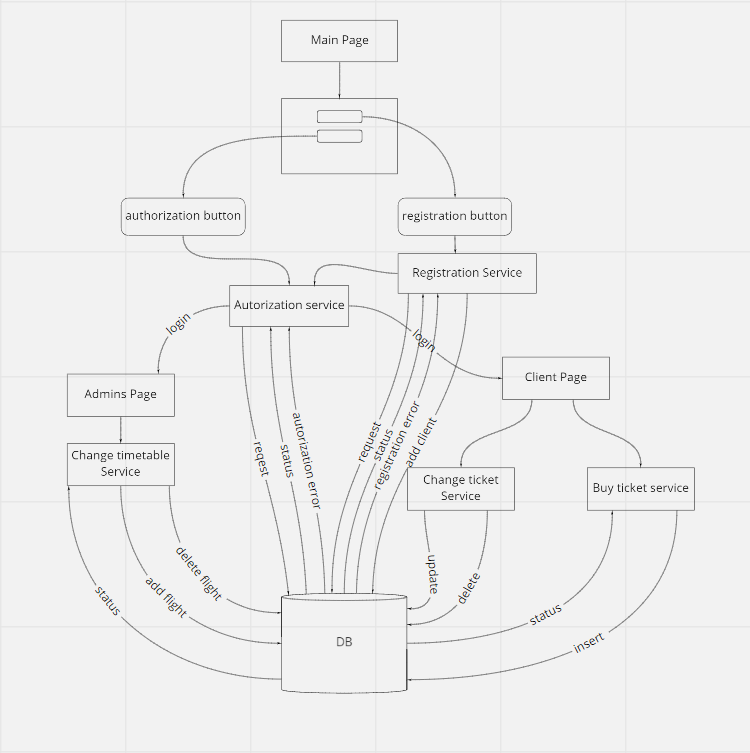 Main Page
authorization button
registration button
Registration Service
Autorization service
login
login
Client Page
Admins Page
Change timetable
Service
reqest
status
autorization error
request
status
registration error
add client
Change ticket
Service
Buy ticket service
delete flight
add flight
status
update
delete
status
insert
DB